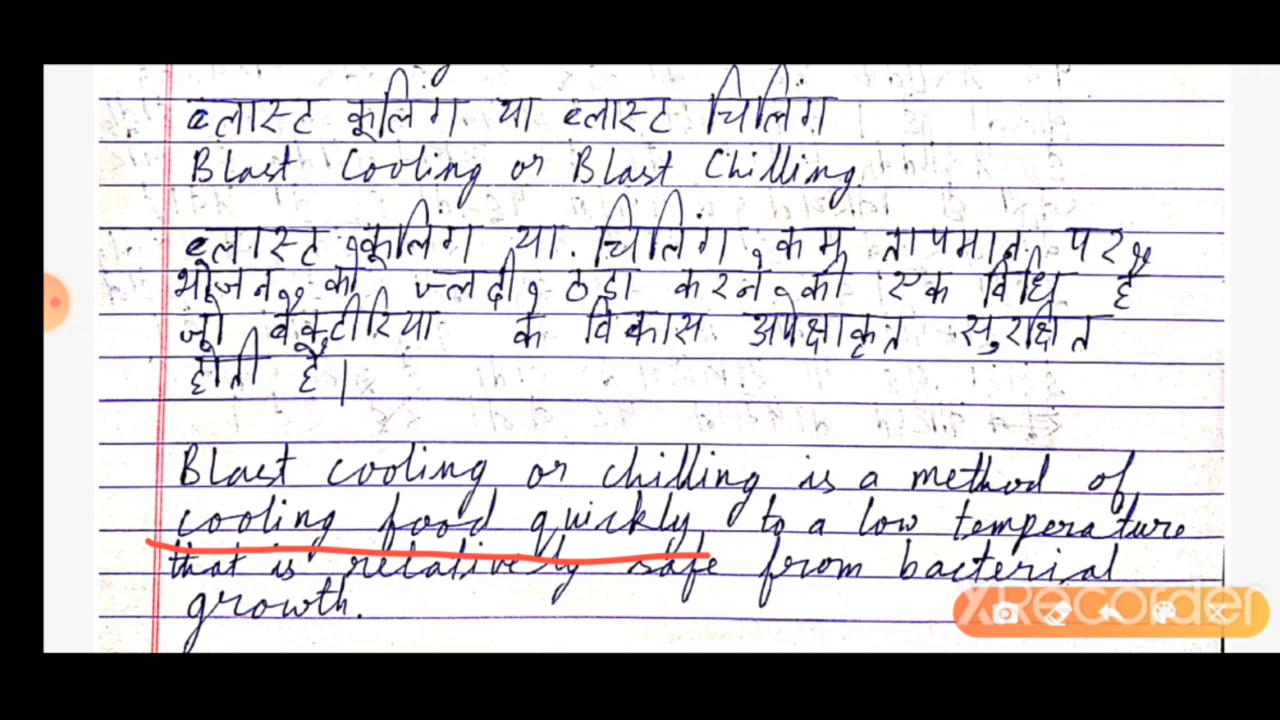 ब्लास्ट कूलिंग या ब्लास्ट चिलिंग
Blast Cooling or Blast Chilling.
ब्लास्ट कूलिंग या चिलिंग कम तापमान पर
भोजन को जल्दी ठंडा करने की एक विधि है
जो बैक्टीरिया के विकास अपेक्षाकृत सुरक्षित
होती है।
Blast cooling or chilling is a method of
cooling food quickly to a low temperature
that is relatively safe from bacterial
growth.
XRecorder